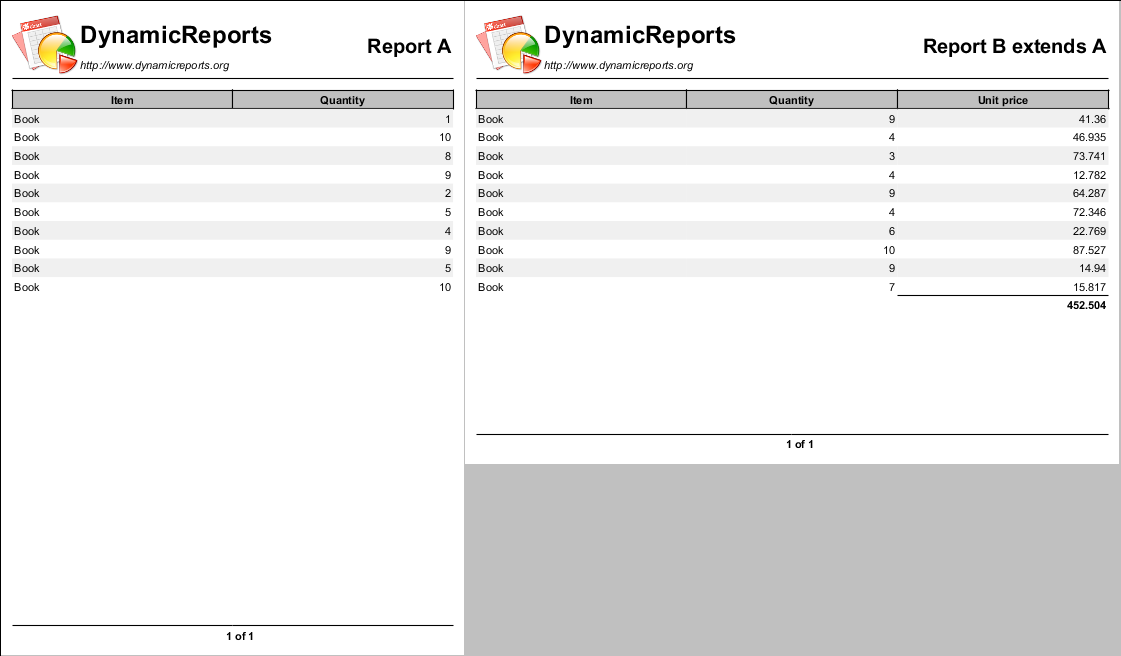 DynamicReports
Report A
http://www.dynamicreports.org
Item Quantity
Book 1
Book 10
Book 8
Book 9
Book 2
Book 5
Book 4
Book 9
Book 5
Book 10
1 of 1
DynamicReports
Report B extends A
http://www.dynamicreports.org
Item Quantity Unit price
Book 9 41.36
Book 4 46.935
Book 3 73.741
Book 4 12.782
Book 9 64.287
Book 4 72.346
Book 6 22.769
Book 10 87.527
Book 9 14.94
Book 7 15.817
452.504
1 of 1